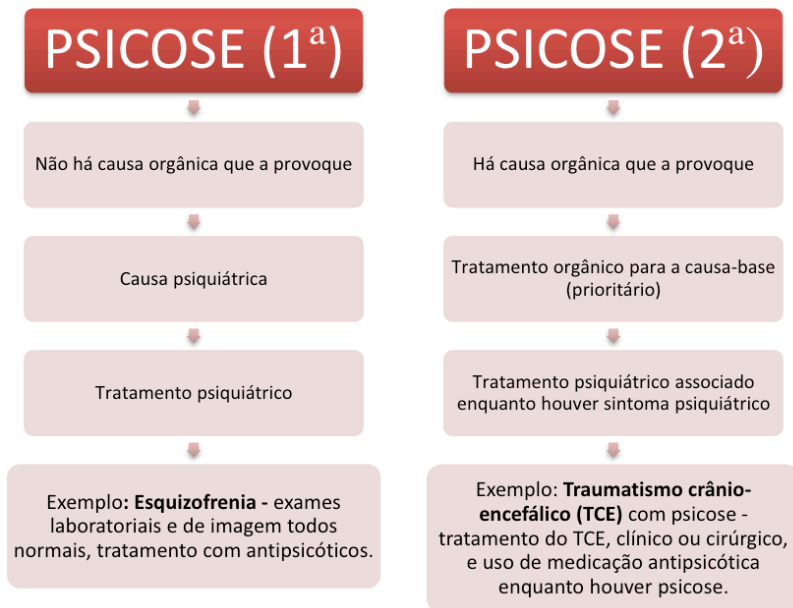 PSICOSE (1ª)
Não há causa orgânica que a provoque
Causa psiquiátrica
Tratamento psiquiátrico
Exemplo: Esquizofrenia - exames
laboratoriais e de imagem todos
normais, tratamento com antipsicóticos.
PSICOSE (2ª)
Há causa orgânica que a provoque
Tratamento orgânico para a causa-base
(prioritário)
Tratamento psiquiátrico associado
enquanto houver sintoma psiquiátrico
Exemplo: Traumatismo crânio-
encefálico (TCE) com psicose -
tratamento do TCE, clínico ou cirúrgico,
e uso de medicação antipsicótica
enquanto houver psicose.